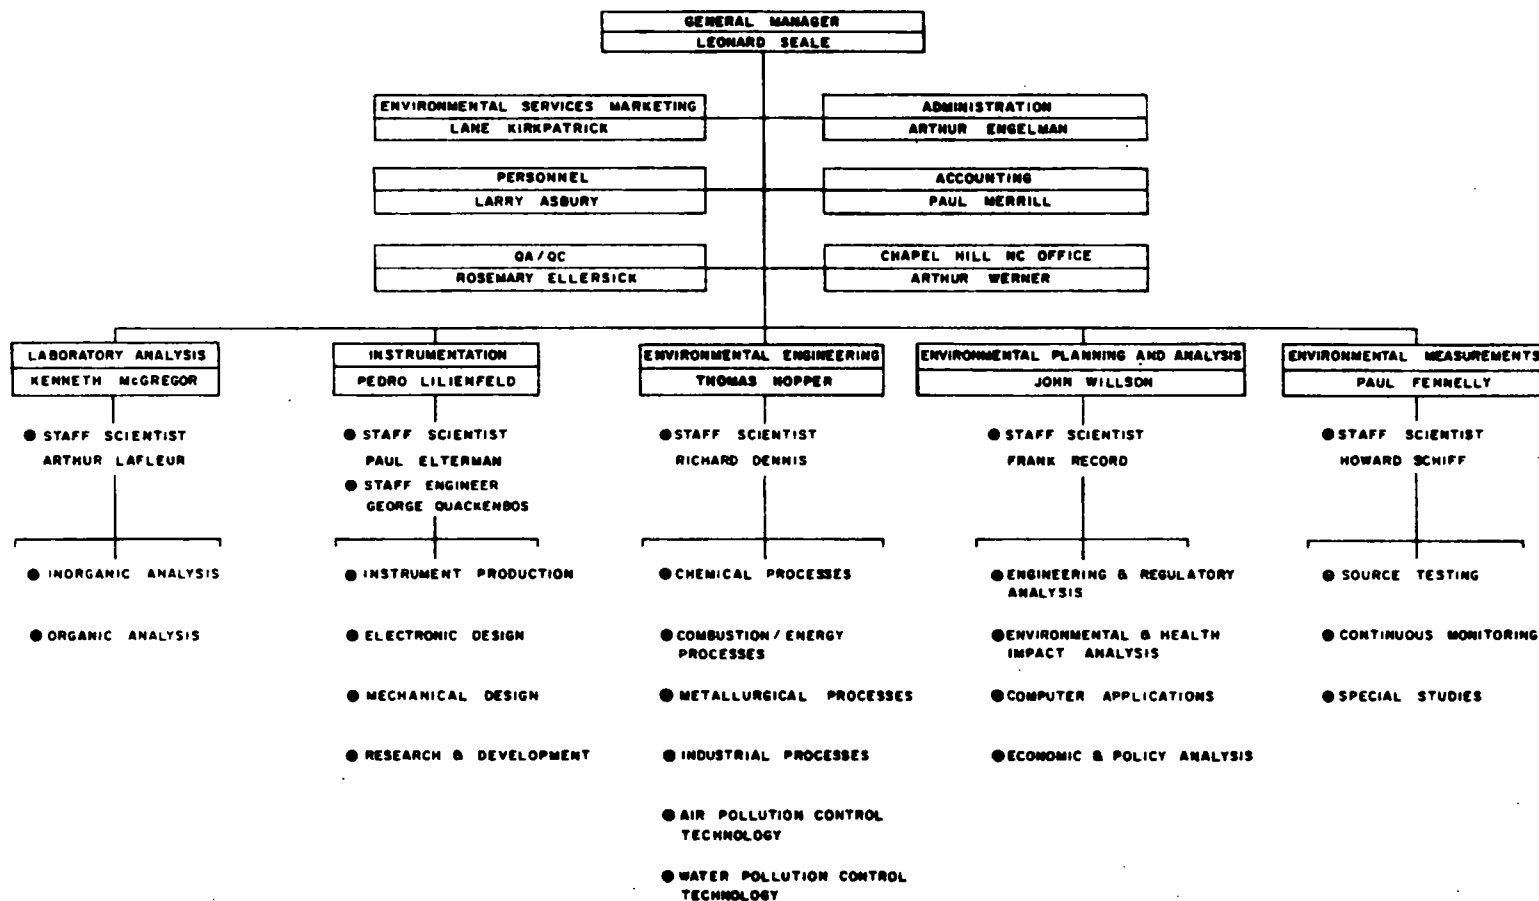 GENERAL MANAGER
LEONARD SEALE
ENVIRONMENTAL SERVICES MARKETING
LANE KIRKPATRICK
ADMINISTRATION
ARTHUR ENGELMAN
PERSONNEL
LARRY ASBURY
ACCOUNTING
PAUL MERRILL
QA/QC
ROSEMARY ELLERSICK
CHAPEL HILL NC OFFICE
ARTHUR WERNER
LABORATORY ANALYSIS
KENNETH McGREGOR
● STAFF SCIENTIST
ARTHUR LAFLEUR
● INORGANIC ANALYSIS
● ORGANIC ANALYSIS
INSTRUMENTATION
PEDRO LILIENFELD
● STAFF SCIENTIST
PAUL ELTERMAN
● STAFF ENGINEER
GEORGE QUACKENBOS
● INSTRUMENT PRODUCTION
● ELECTRONIC DESIGN
● MECHANICAL DESIGN
● RESEARCH & DEVELOPMENT
ENVIRONMENTAL ENGINEERING
THOMAS HOPPER
● STAFF SCIENTIST
RICHARD DENNIS
● CHEMICAL PROCESSES
● COMBUSTION / ENERGY
PROCESSES
● METALLURGICAL PROCESSES
● INDUSTRIAL PROCESSES
● AIR POLLUTION CONTROL
TECHNOLOGY
● WATER POLLUTION CONTROL
TECHNOLOGY
ENVIRONMENTAL PLANNING AND ANALYSIS
JOHN WILLSON
● STAFF SCIENTIST
FRANK RECORD
● ENGINEERING & REGULATORY
ANALYSIS
● ENVIRONMENTAL & HEALTH
IMPACT ANALYSIS
● COMPUTER APPLICATIONS
● ECONOMIC & POLICY ANALYSIS
ENVIRONMENTAL MEASUREMENTS
PAUL FENNELLY
● STAFF SCIENTIST
HOWARD SCHIFF
● SOURCE TESTING
● CONTINUOUS MONITORING
● SPECIAL STUDIES